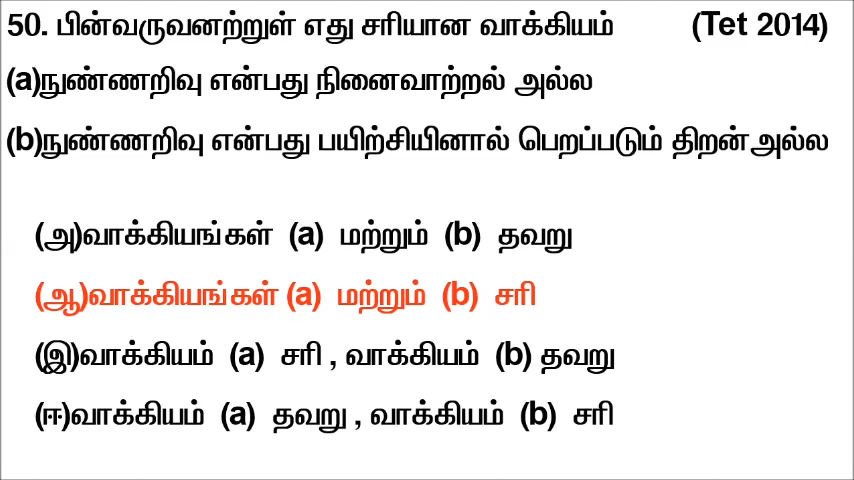 50. பின்வருவனற்றுள் எது சரியான வாக்கியம் (Tet 2014)
(a)நுண்ணறிவு என்பது நினைவாற்றல் அல்ல
(b)நுண்ணறிவு என்பது பயிற்சியினால் பெறப்படும் திறன்அல்ல
(அ)வாக்கியங்கள் (a) மற்றும் (b) தவறு
(ஆ)வாக்கியங்கள் (a) மற்றும் (b) சரி
(இ)வாக்கியம் (a) சரி , வாக்கியம் (b) தவறு
(ஈ)வாக்கியம் (a) தவறு , வாக்கியம் (b) சரி